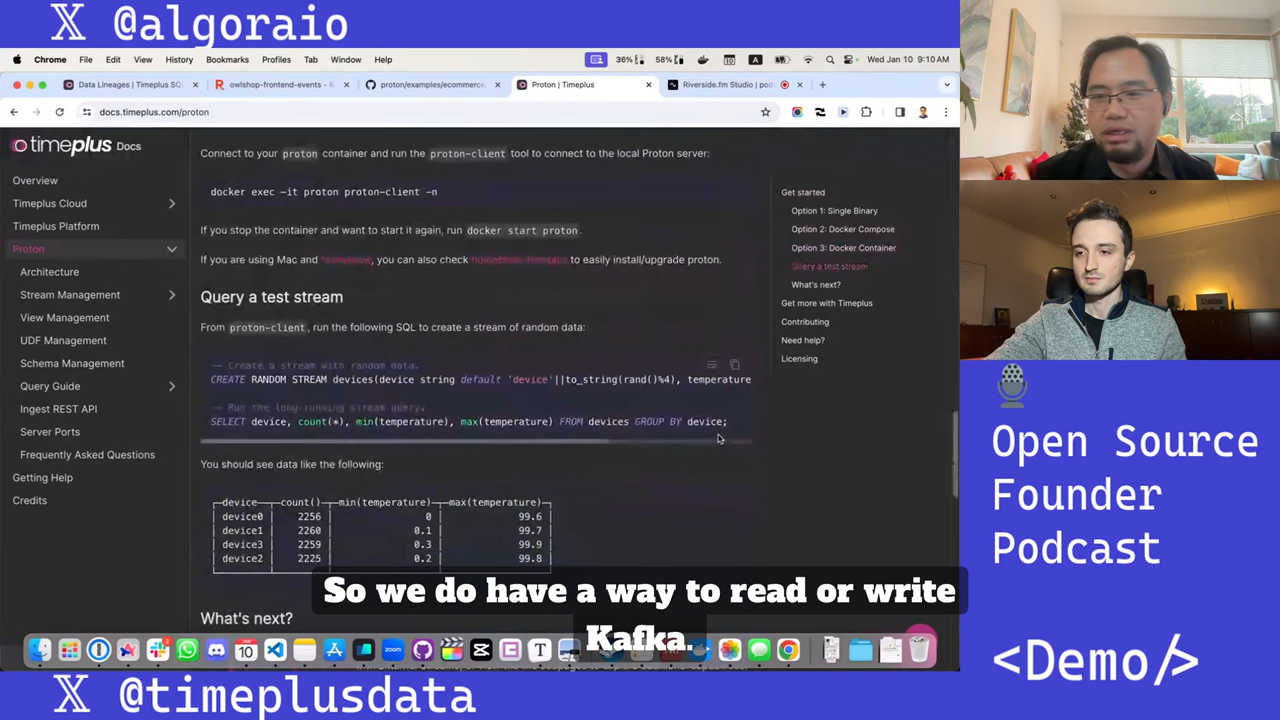 𝕏 @algoraio
Chrome File Edit View History Bookmarks Profiles Tab Window Help
36% 58% A Wed Jan 10 9:10 AM
Data Lineages | Timeplus SQ
owlshop-frontend-events - R
proton/examples/ecommerce
Proton | Timeplus
Riverside.fm Studio | pod
docs.timeplus.com/proton
timeplus Docs
Overview
Timeplus Cloud
Timeplus Platform
Proton
Architecture
Stream Management
View Management
UDF Management
Schema Management
Query Guide
Ingest REST API
Server Ports
Frequently Asked Questions
Getting Help
Credits
Connect to your proton container and run the proton-client tool to connect to the local Proton server:
docker exec -it proton proton-client -n
If you stop the container and want to start it again, run docker start proton.
If you are using Mac and Homebrew, you can also check homebrew-timeplus to easily install/upgrade proton.
Query a test stream
From proton-client, run the following SQL to create a stream of random data:
-- Create a stream with random data.
CREATE RANDOM STREAM devices(device string default 'device'||to_string(rand()%4), temperature
-- Run the long-running stream query.
SELECT device, count(*), min(temperature), max(temperature) FROM devices GROUP BY device;
You should see data like the following:
device count() min(temperature) max(temperature)
device0 2256 0 99.6
device1 2260 0.1 99.7
device3 2259 0.3 99.9
device2 2225 0.2 99.8
What's next?
Get started
Option 1: Single Binary
Option 2: Docker Compose
Option 3: Docker Container
Query a test stream
What's next?
Get more with Timeplus
Contributing
Need help?
Licensing
So we do have a way to read or write
Kafka.
10
zoom
T
𝕏 @timeplusdata
Open Source
Founder
Podcast
<Demo/>